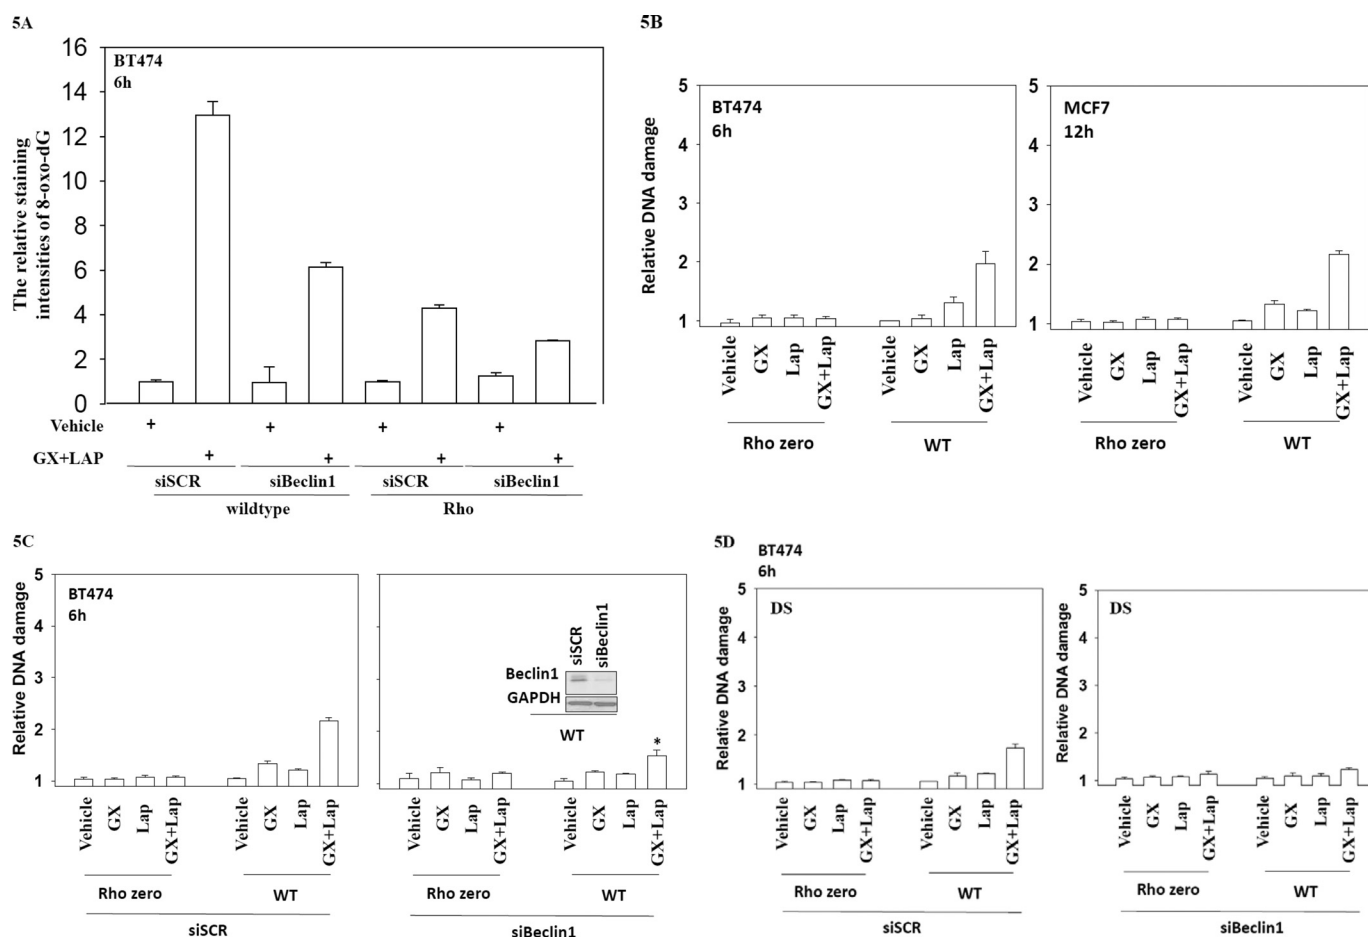 5A
BT474
6h
The relative staining
intensities of 8-oxo-dG
16
14
12
10
8
6
4
2
0
Vehicle + + + +
GX+LAP + + + +
siSCR siBeclin1 siSCR siBeclin1
wildtype Rho
5B
BT474
6h
Relative DNA damage
5
4
3
2
1
Vehicle GX Lap GX+Lap Vehicle GX Lap GX+Lap
Rho zero WT
MCF7
12h
5
4
3
2
1
Vehicle GX Lap GX+Lap Vehicle GX Lap GX+Lap
Rho zero WT
5C
BT474
6h
Relative DNA damage
5
4
3
2
1
Vehicle GX Lap GX+Lap Vehicle GX Lap GX+Lap
Rho zero WT
siSCR
siSCR siBeclin1
Beclin1
GAPDH
WT
*
Vehicle GX Lap GX+Lap Vehicle GX Lap GX+Lap
Rho zero WT
siBeclin1
5D
BT474
6h
DS
Relative DNA damage
5
4
3
2
1
Vehicle GX Lap GX+Lap Vehicle GX Lap GX+Lap
Rho zero WT
siSCR
DS
Relative DNA damage
5
4
3
2
1
Vehicle GX Lap GX+Lap Vehicle GX Lap GX+Lap
Rho zero WT
siBeclin1